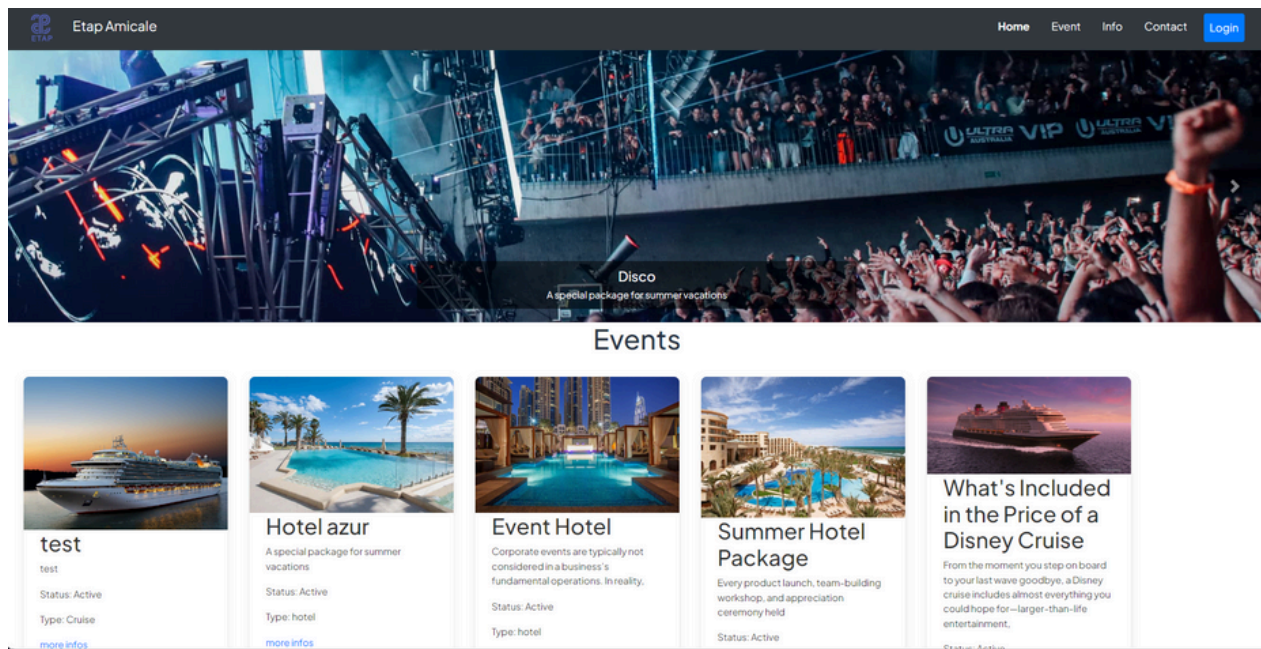 ETAP
Etap Amicale
Home
Event
Info
Contact
Login
ULTRA
AUSTRALIA
VIP
ULTRA
AUSTRALIA
Disco
A special package for summer vacations
Events
test
test
Status: Active
Type: Cruise
more infos
Hotel azur
A special package for summer
vacations
Status: Active
Type: hotel
more infos
Event Hotel
Corporate events are typically not
considered in a business's
fundamental operations. In reality,
Status: Active
Type: hotel
Summer Hotel
Package
Every product launch, team-building
workshop, and appreciation
ceremony held
Status: Active
What's Included
in the Price of a
Disney Cruise
From the moment you step on board
to your last wave goodbye, a Disney
cruise includes almost everything you
could hope for—larger-than-life
entertainment,
Status: Active